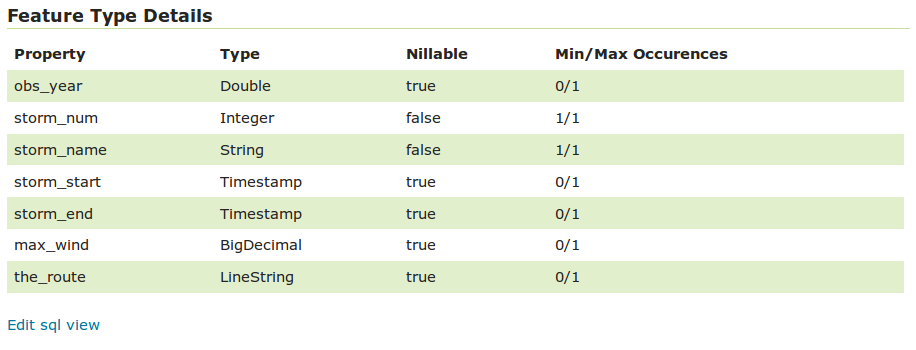 Feature Type Details
Property Type Nillable Min/Max Occurences
obs_year Double true 0/1
storm_num Integer false 1/1
storm_name String false 1/1
storm_start Timestamp true 0/1
storm_end Timestamp true 0/1
max_wind BigDecimal true 0/1
the_route LineString true 0/1
Edit sql view